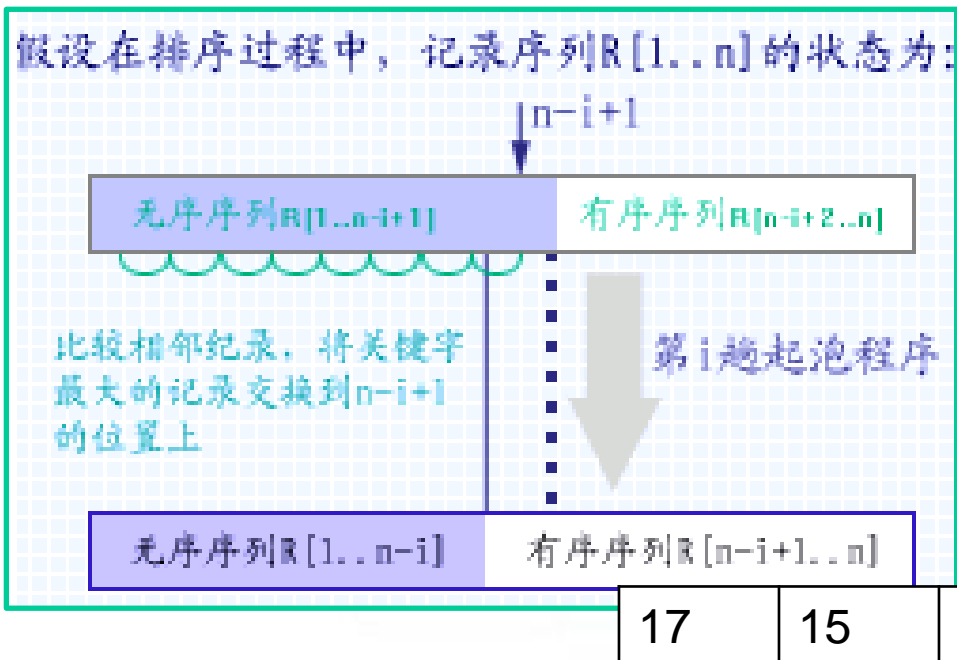 假设在排序过程中，记录序列R[1..n]的状态为:
n-i+1
无序序列R[1..n-i+1] 有序序列R[n-i+2..n]
比较相邻纪录，将关键字
最大的记录交换到n-i+1
的位置上
第i趟起泡程序
无序序列R[1..n-i] 有序序列R[n-i+1..n]
17 15